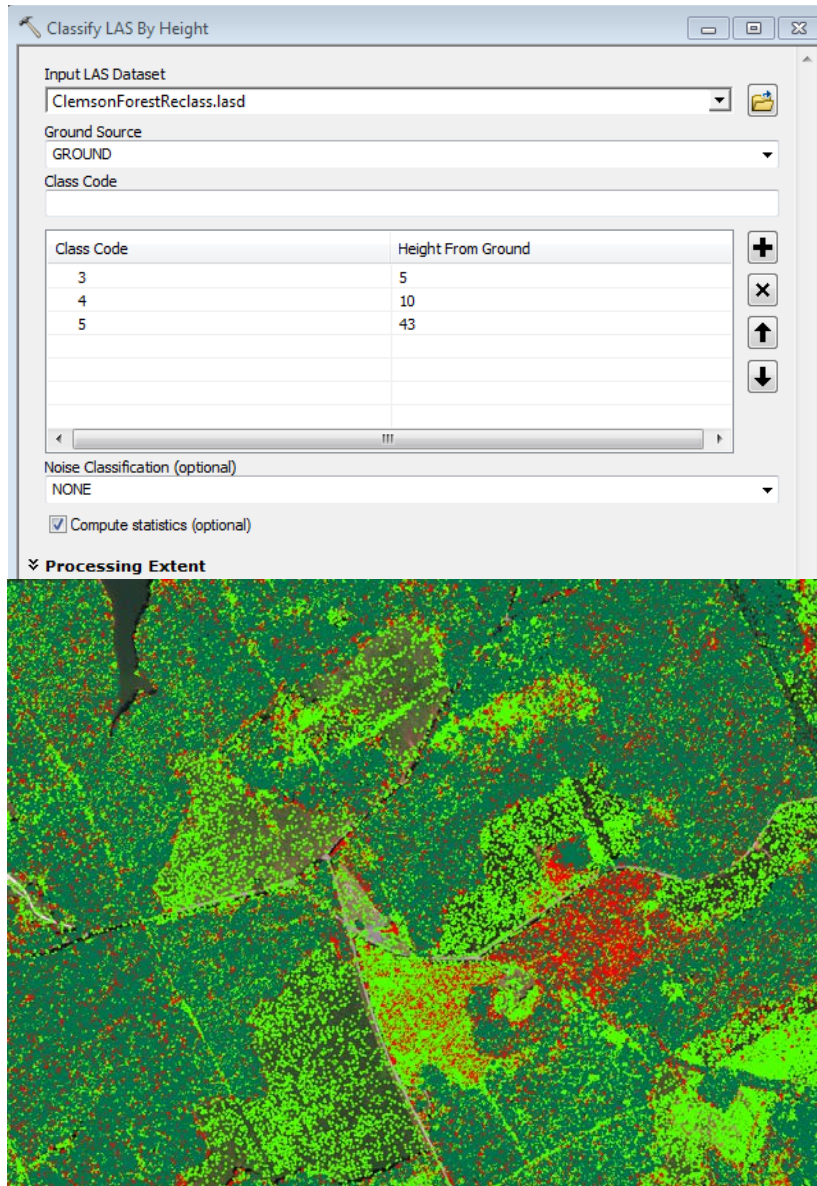 Classify LAS By Height
Input LAS Dataset
ClemsonForestReclass.lasd
Ground Source
GROUND
Class Code
Class Code Height From Ground
3 5
4 10
5 43
Noise Classification (optional)
NONE
Compute statistics (optional)
Processing Extent